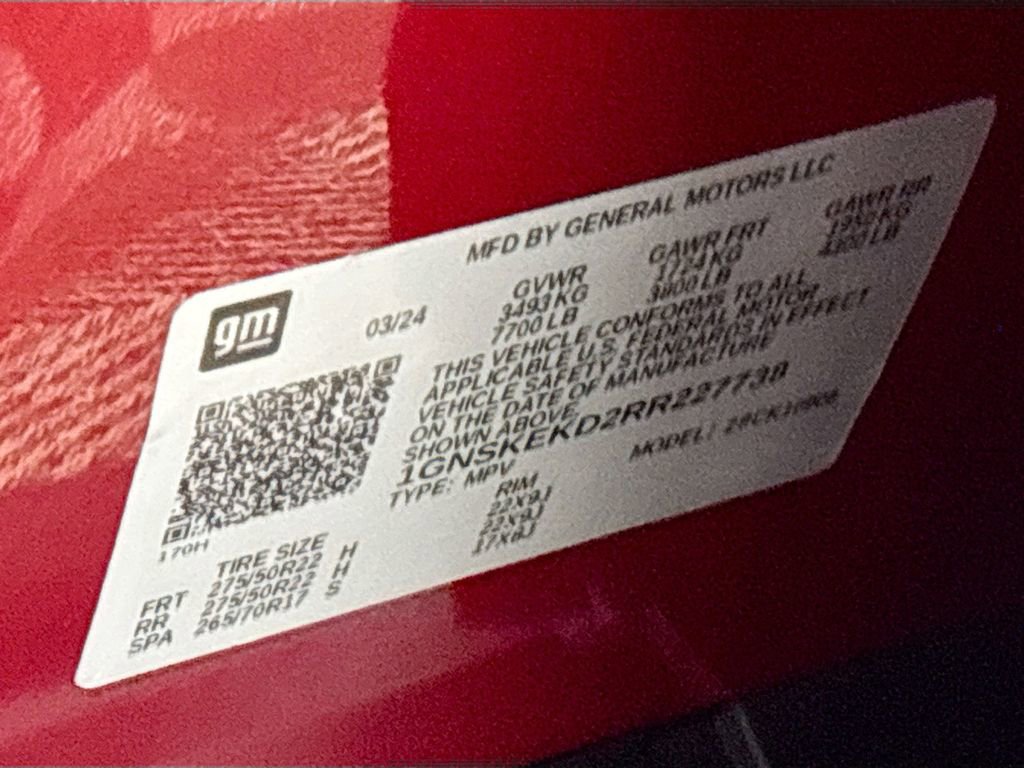 MFD BY GENERAL MOTORS LLC
gm
03/24
GVWR GAWR FRT GAWR RR
3493 KG 1724 KG 1952 KG
7700 LB 3800 LB 4300 LB
THIS VEHICLE CONFORMS TO ALL
APPLICABLE U.S. FEDERAL MOTOR
VEHICLE SAFETY STANDARDS IN EFFECT
ON THE DATE OF MANUFACTURE
SHOWN ABOVE.
1GNSKEKD2RR227738
TYPE: MPV MODEL:
170H
TIRE SIZE RIM
FRT 275/50R22 H 22X9J
RR 275/50R22 H 22X9J
SPA 265/70R17 S 17X8J